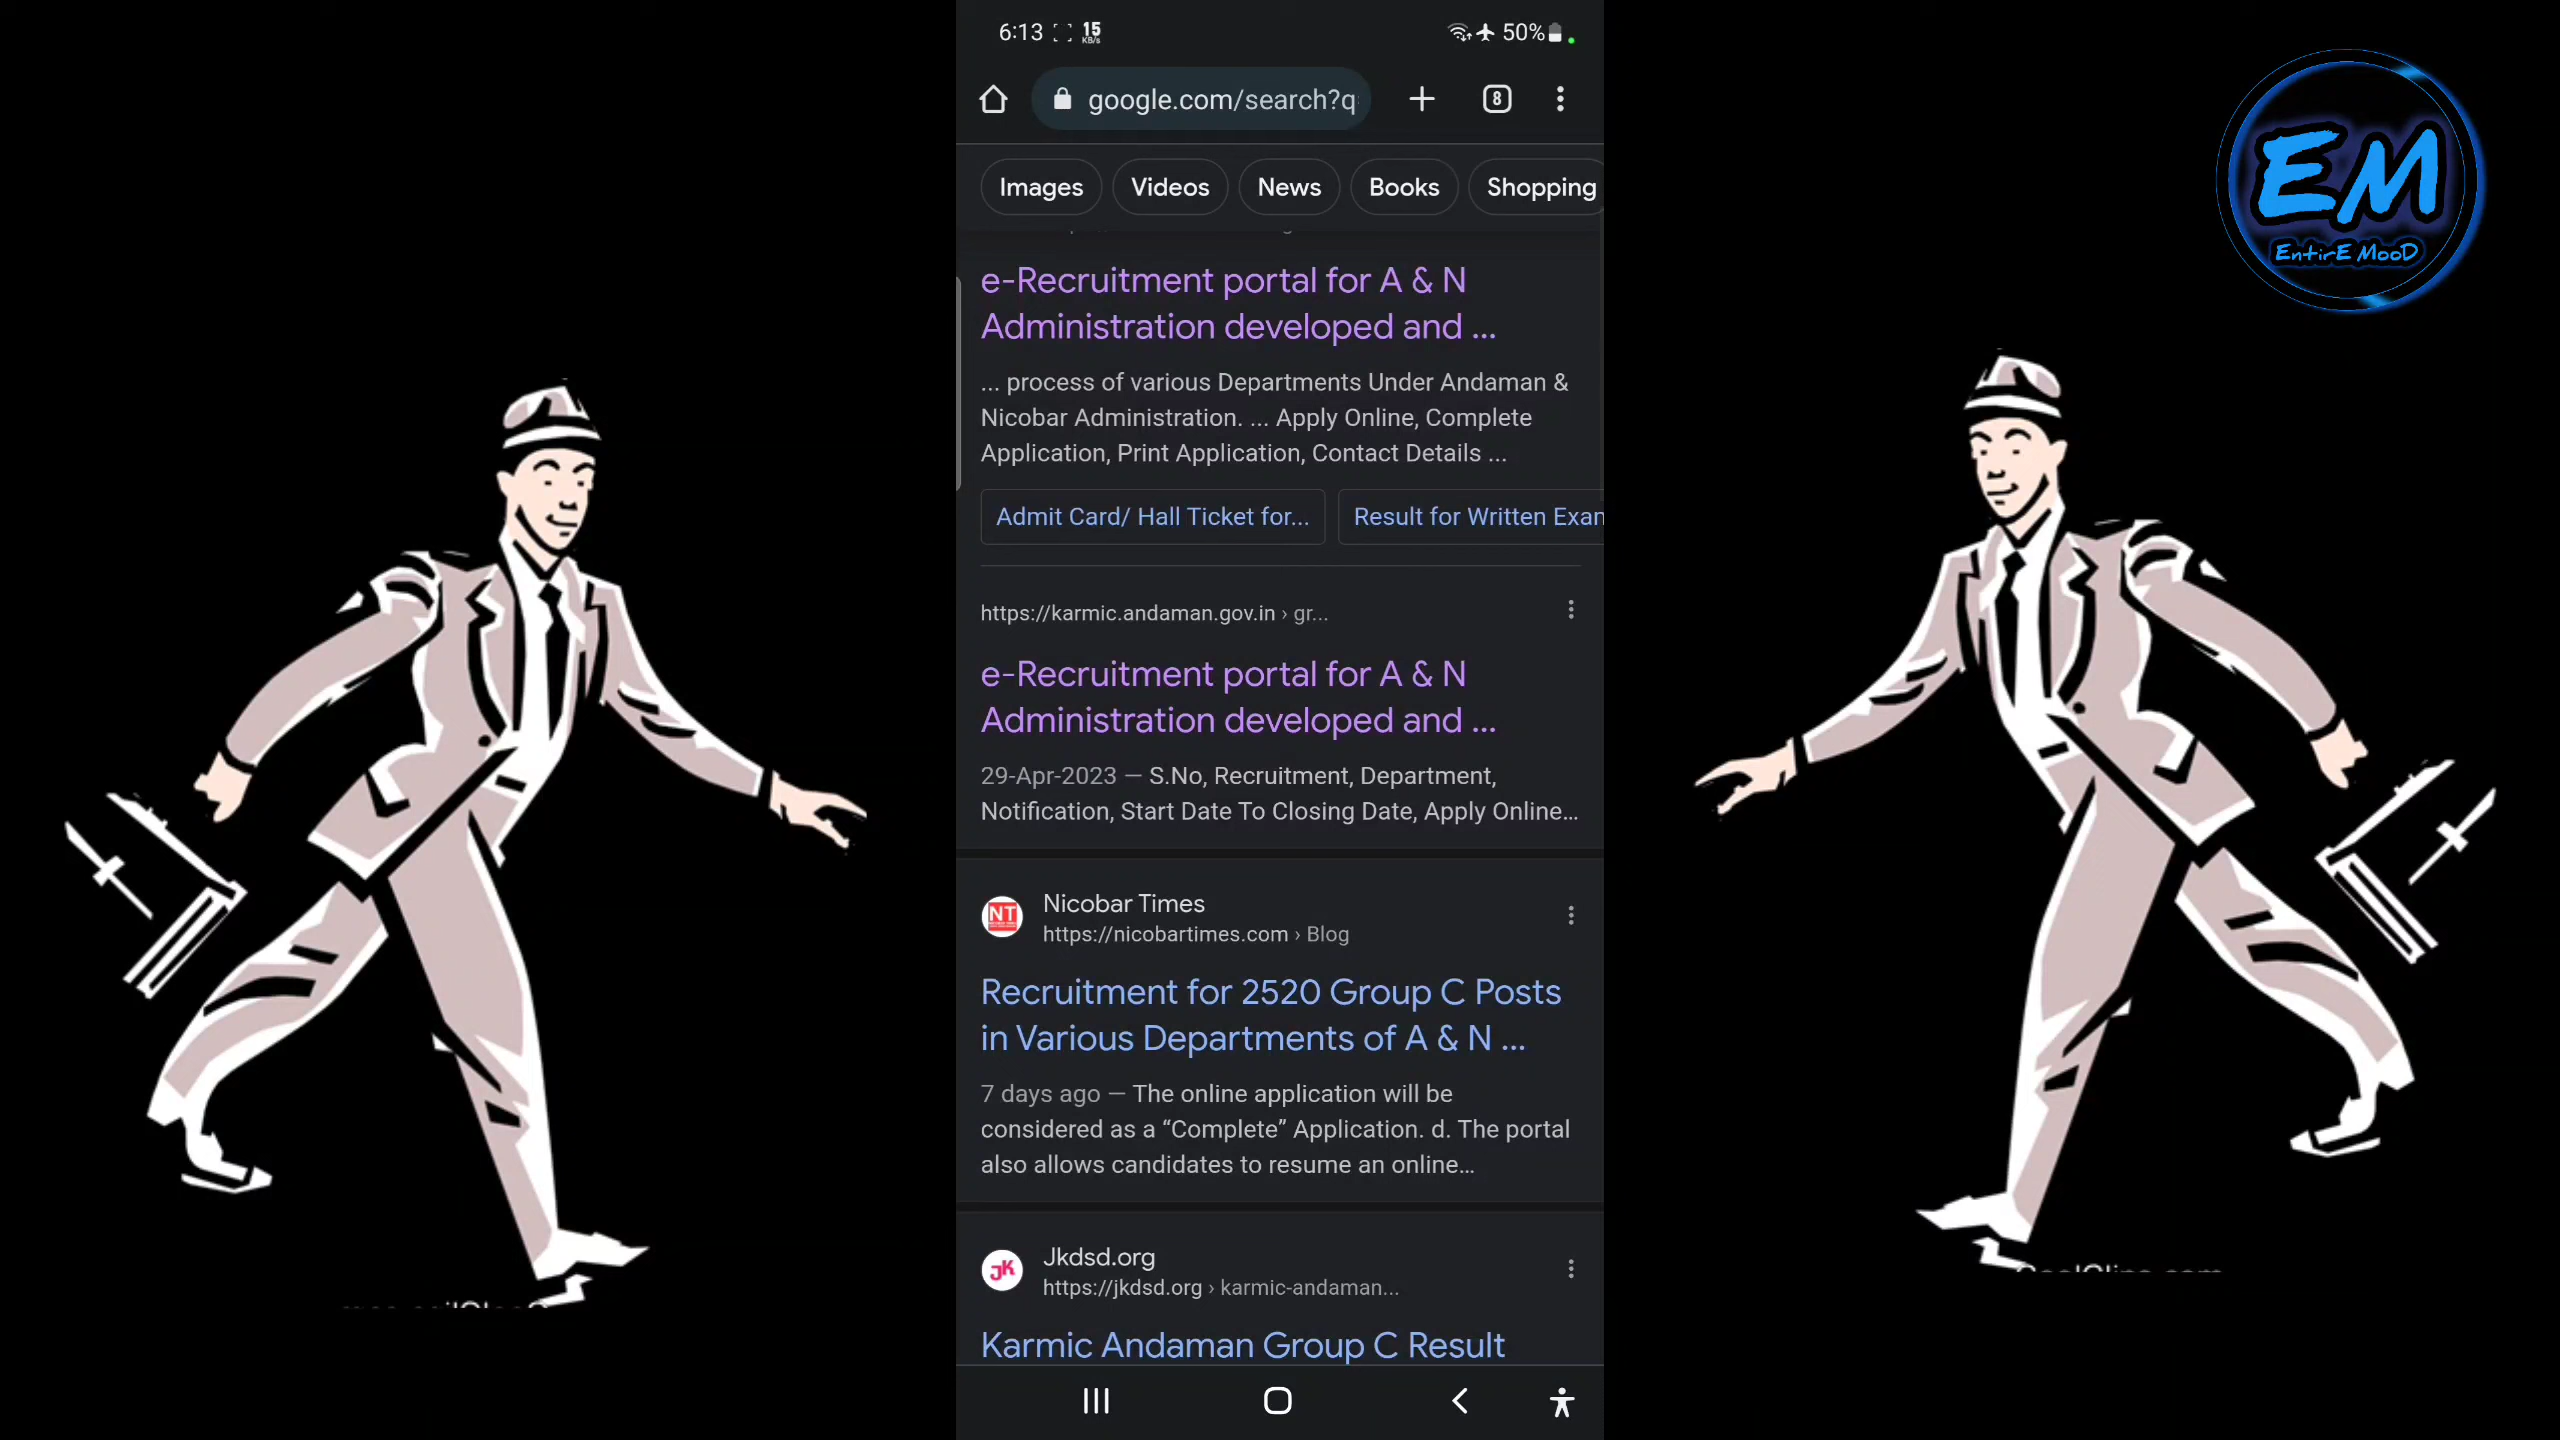 6:13
15
KB/s
50%
google.com/search?q
8
Images
Videos
News
Books
Shopping
e-Recruitment portal for A & N
Administration developed and ...
... process of various Departments Under Andaman &
Nicobar Administration. ... Apply Online, Complete
Application, Print Application, Contact Details ...
Admit Card/ Hall Ticket for...
Result for Written Exam
https://karmic.andaman.gov.in › gr...
e-Recruitment portal for A & N
Administration developed and ...
29-Apr-2023 — S.No, Recruitment, Department,
Notification, Start Date To Closing Date, Apply Online...
NT
Nicobar Times
https://nicobartimes.com › Blog
Recruitment for 2520 Group C Posts
in Various Departments of A & N ...
7 days ago — The online application will be
considered as a “Complete” Application. d. The portal
also allows candidates to resume an online...
JK
Jkdsd.org
https://jkdsd.org › karmic-andaman...
Karmic Andaman Group C Result
EM
EntirE MooD